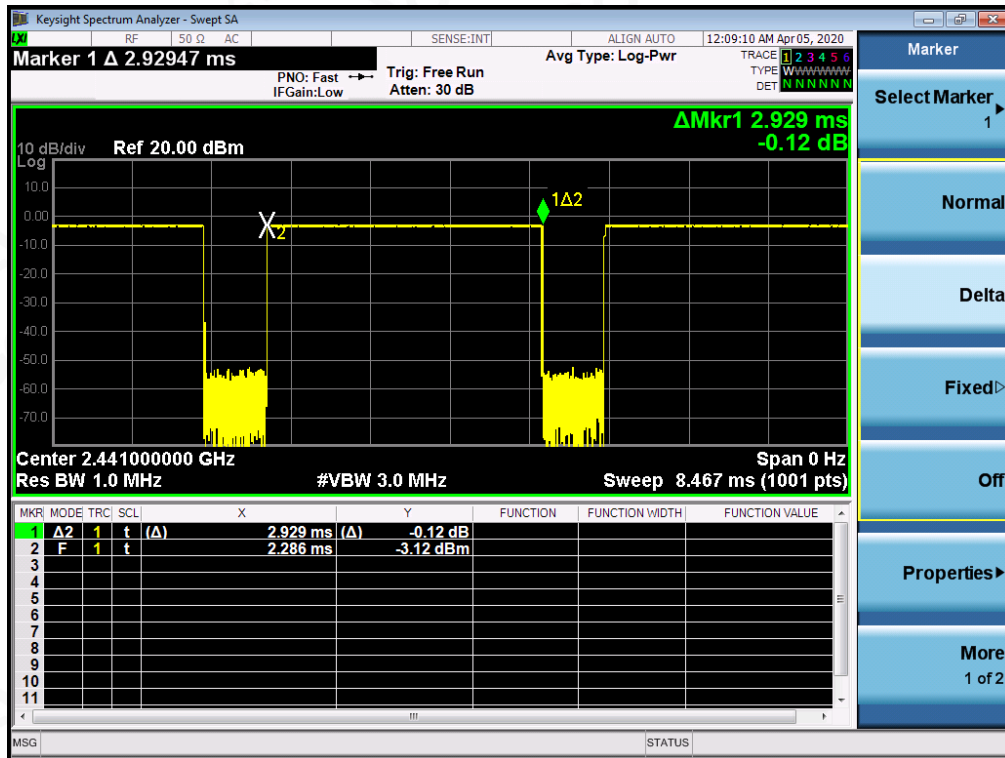 Keysight Spectrum Analyzer - Swept SA
LXI RF 50 Ω AC SENSE:INT ALIGN AUTO 12:09:10 AM Apr 05, 2020
Marker 1 Δ 2.92947 ms
PNO: Fast
IFGain:Low
Trig: Free Run
Atten: 30 dB
Avg Type: Log-Pwr
TRACE 1 2 3 4 5 6
TYPE WWWWWW
DET N N N N N N
ΔMkr1 2.929 ms
-0.12 dB
10 dB/div Ref 20.00 dBm
Log
10.0
0.00
-10.0
-20.0
-30.0
-40.0
-50.0
-60.0
-70.0
1Δ2
X2
Center 2.441000000 GHz Span 0 Hz
Res BW 1.0 MHz #VBW 3.0 MHz Sweep 8.467 ms (1001 pts)
MKR MODE TRC SCL X Y FUNCTION FUNCTION WIDTH FUNCTION VALUE
1 Δ2 1 t (Δ) 2.929 ms (Δ) -0.12 dB
2 F 1 t 2.286 ms -3.12 dBm
3
4
5
6
7
8
9
10
11
MSG STATUS
Marker
Select Marker
1
Normal
Delta
Fixed
Off
Properties
More
1 of 2